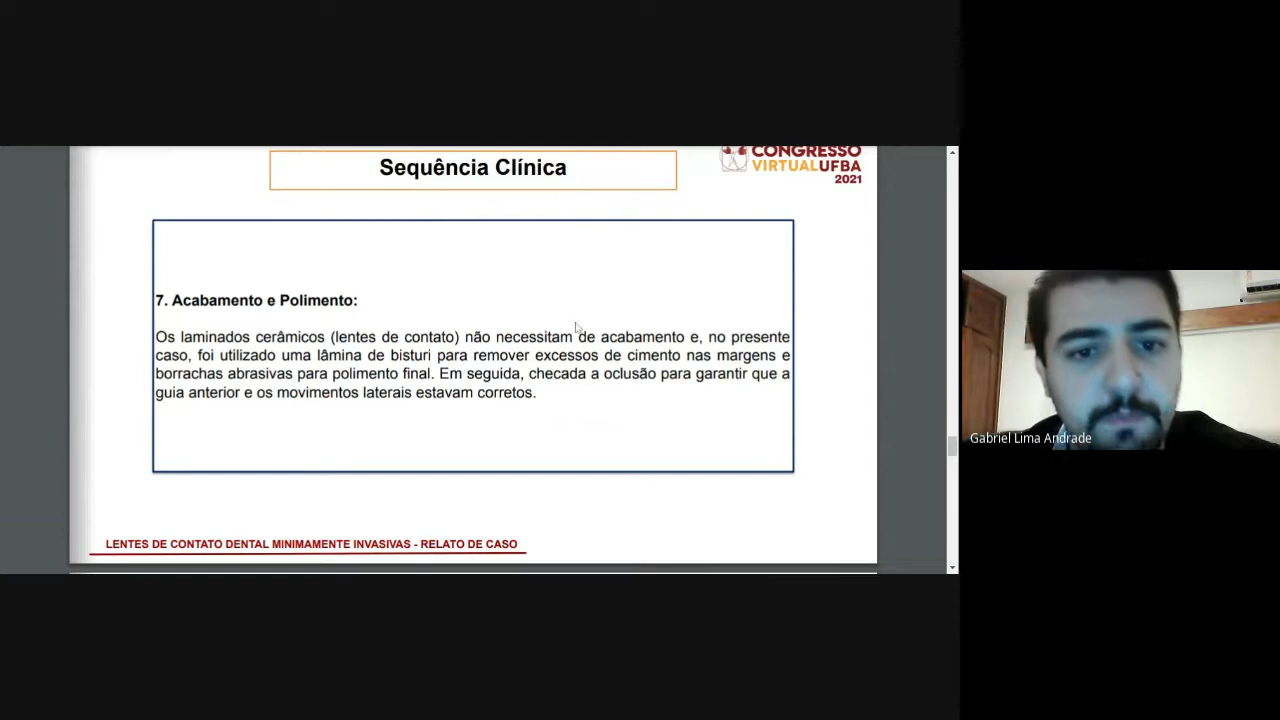 Sequência Clínica
CONGRESSO
VIRTUALUFBA
2021
7. Acabamento e Polimento:
Os laminados cerâmicos (lentes de contato) não necessitam de acabamento e, no presente
caso, foi utilizado uma lâmina de bisturi para remover excessos de cimento nas margens e
borrachas abrasivas para polimento final. Em seguida, checada a oclusão para garantir que a
guia anterior e os movimentos laterais estavam corretos.
Gabriel Lima Andrade
LENTES DE CONTATO DENTAL MINIMAMENTE INVASIVAS - RELATO DE CASO